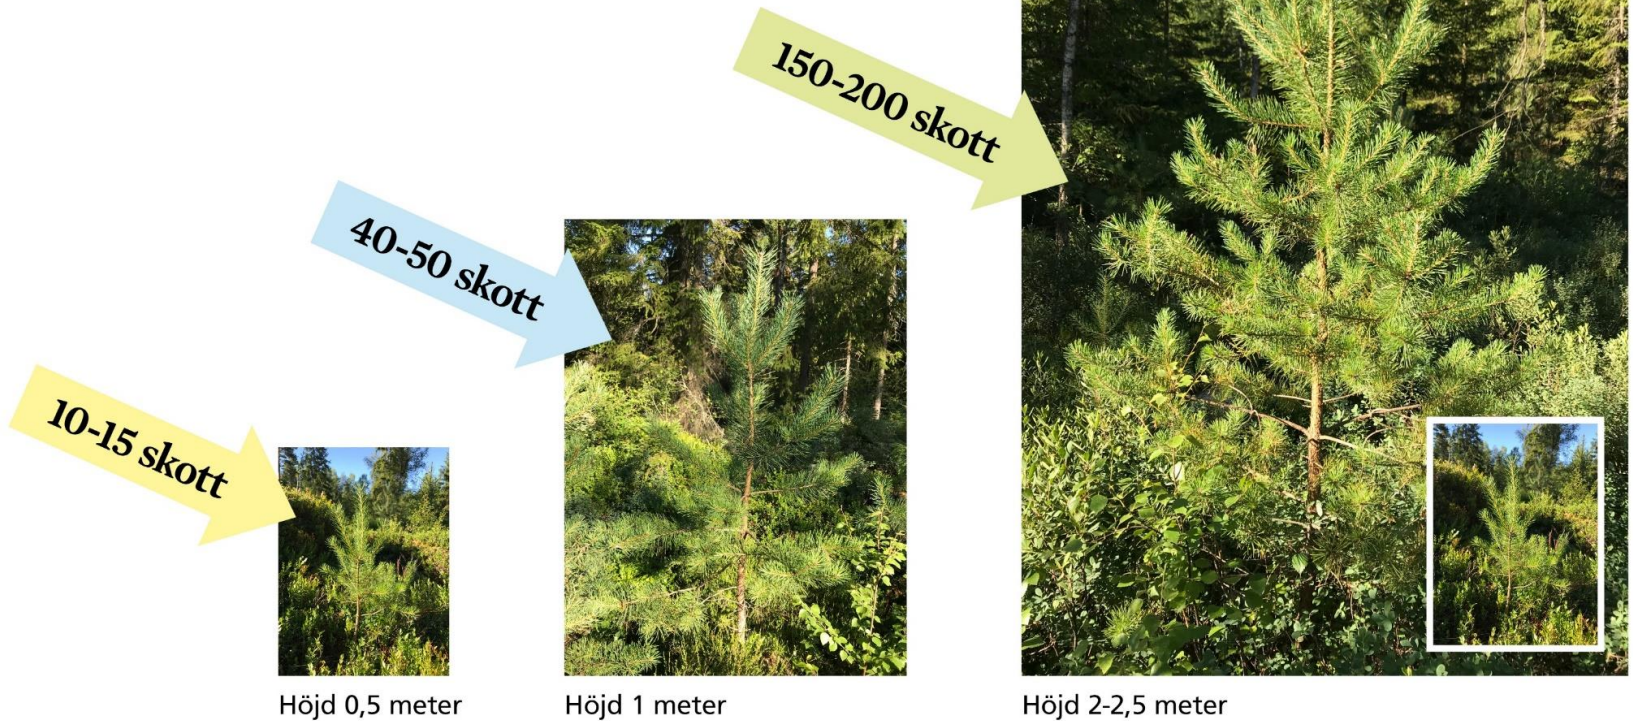 150-200 skott
40-50 skott
10-15 skott
Höjd 0,5 meter
Höjd 1 meter
Höjd 2-2,5 meter